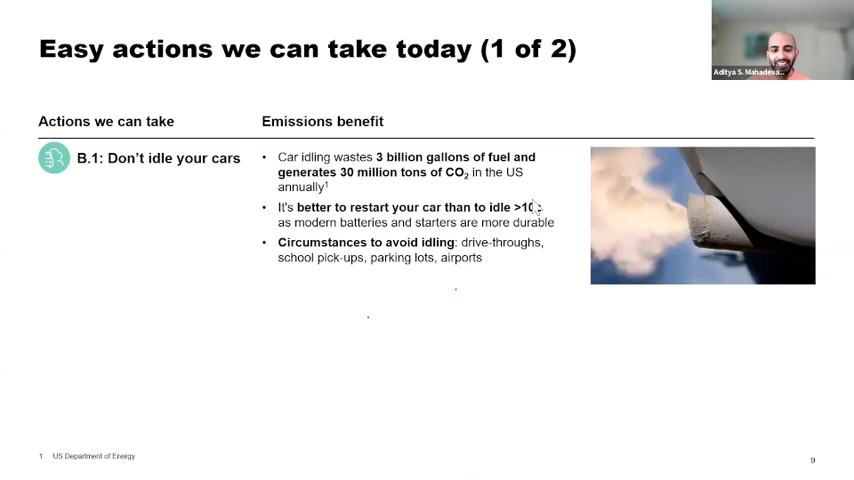 Easy actions we can take today (1 of 2)
Aditya S. Mahadeva...
Actions we can take
Emissions benefit
B.1: Don't idle your cars
• Car idling wastes 3 billion gallons of fuel and
generates 30 million tons of CO₂ in the US
annually¹
• It's better to restart your car than to idle
as modern batteries and starters are more durable
• Circumstances to avoid idling: drive-throughs,
school pick-ups, parking lots, airports
1. US Department of Energy
9